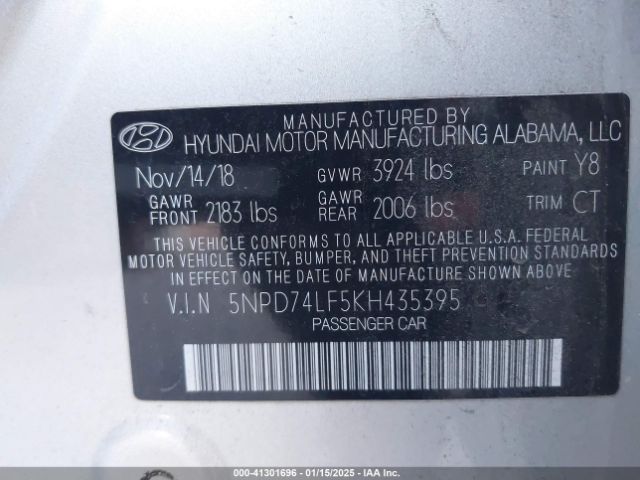 MANUFACTURED BY
HYUNDAI MOTOR MANUFACTURING ALABAMA, LLC
Nov/14/18 GVWR 3924 lbs PAINT Y8
GAWR FRONT 2183 lbs GAWR REAR 2006 lbs TRIM CT
THIS VEHICLE CONFORMS TO ALL APPLICABLE U.S.A. FEDERAL
MOTOR VEHICLE SAFETY, BUMPER, AND THEFT PREVENTION STANDARDS
IN EFFECT ON THE DATE OF MANUFACTURE SHOWN ABOVE.
V.I.N 5NPD74LF5KH435395
PASSENGER CAR
000-41301696 - 01/15/2025 - IAA Inc.